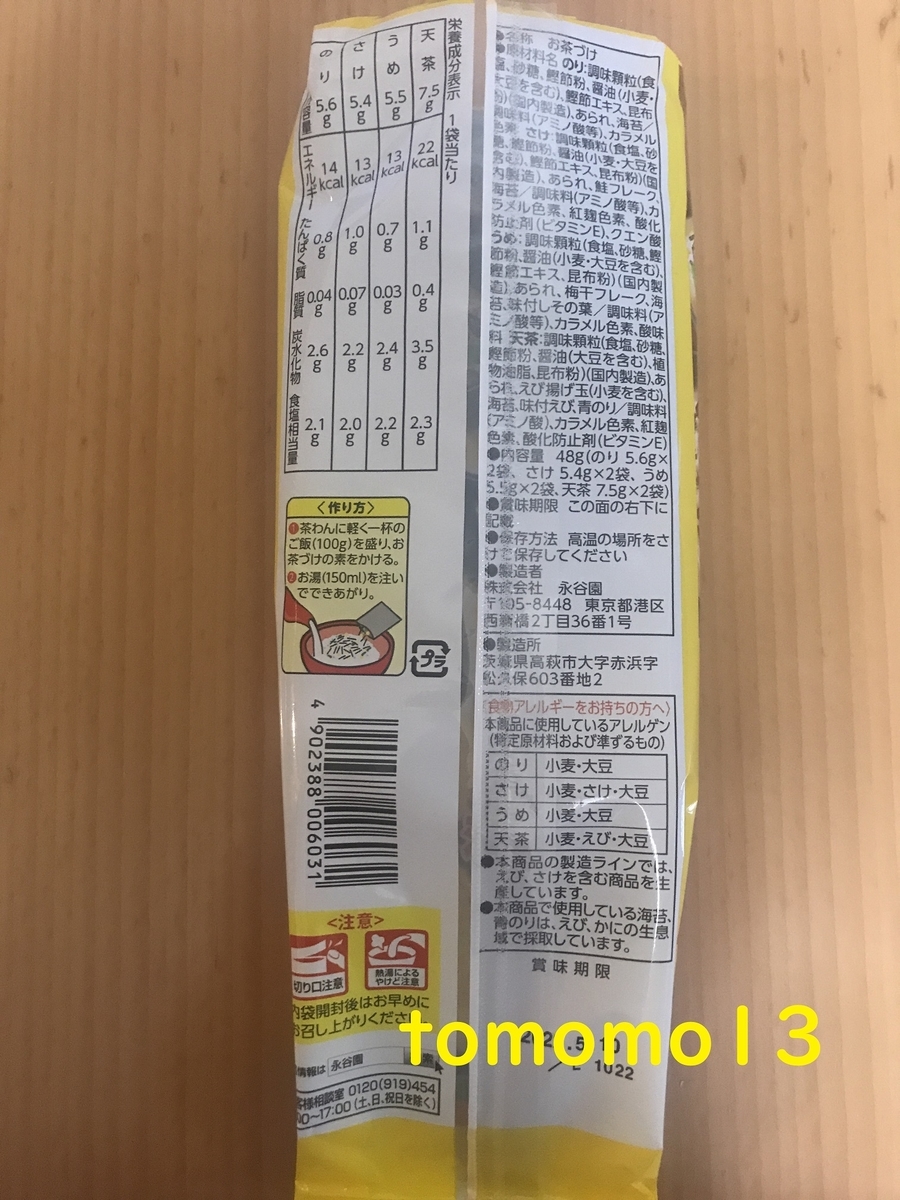 栄養成分表示 1袋当たり
のり さけ うめ 天茶
容量 5.6g 5.4g 5.5g 7.5g
エネルギー 14kcal 13kcal 13kcal 22kcal
たんぱく質 0.8g 1.0g 0.7g 1.1g
脂質 0.04g 0.07g 0.03g 0.4g
炭水化物 2.6g 2.2g 2.4g 3.5g
食塩相当量 2.1g 2.0g 2.2g 2.3g
〈作り方〉
❶茶わんに軽く一杯の
ご飯(100g)を盛り、お
茶づけの素をかける。
❷お湯(150ml)を注い
でできあがり。
プラ
4 902388 006031
<注意>
切り口注意
熱湯による
やけど注意
内袋開封後はお早めに
お召し上がりください。
情報は 永谷園
客様相談室 0120(919)454
00~17:00(土、日、祝日を除く)
●名称 お茶づけ
●原材料名 のり:調味顆粒(食
塩、砂糖、鰹節粉、醤油(小麦・
大豆を含む)、鰹節エキス、昆布
粉)(国内製造)、あられ、海苔/
調味料(アミノ酸等)、カラメル
色素 さけ:調味顆粒(食塩、砂
糖、鰹節粉、醤油(小麦・大豆を
含む)、鰹節エキス、昆布粉)(国
内製造)、あられ、鮭フレーク、
海苔/調味料(アミノ酸等)、カ
ラメル色素、紅麹色素、酸化
防止剤(ビタミンE)、クエン酸
うめ:調味顆粒(食塩、砂糖、鰹
節粉、醤油(小麦・大豆を含む)、
鰹節エキス、昆布粉)(国内製
造)、あられ、梅干フレーク、海
苔、味付しその葉/調味料(ア
ミノ酸等)、カラメル色素、酸味
料 天茶:調味顆粒(食塩、砂糖、
鰹節粉、醤油(大豆を含む)、植
物油脂、昆布粉)(国内製造)、あ
られ、えび揚げ玉(小麦を含む)、
海苔、味付えび、青のり/調味料
(アミノ酸)、カラメル色素、紅麹
色素、酸化防止剤(ビタミンE)
●内容量 48g(のり 5.6g×
2袋、さけ 5.4g×2袋、うめ
5.5g×2袋、天茶 7.5g×2袋)
●賞味期限 この面の右下に
記載
●保存方法 高温の場所をさ
けて保存してください
●製造者
株式会社 永谷園
〒105-8448 東京都港区
西新橋2丁目36番1号
●製造所
茨城県高萩市大字赤浜字
松久保603番地2
〈食物アレルギーをお持ちの方へ〉
本商品に使用しているアレルゲン
(特定原材料および準ずるもの)
のり 小麦・大豆
さけ 小麦・さけ・大豆
うめ 小麦・大豆
天茶 小麦・えび・大豆
●本商品の製造ラインでは、
えび、さけを含む商品を生
産しています。
●本商品で使用している海苔、
青のりは、えび、かにの生息
域で採取しています。
賞味期限
.5.10
1022
tomomo13